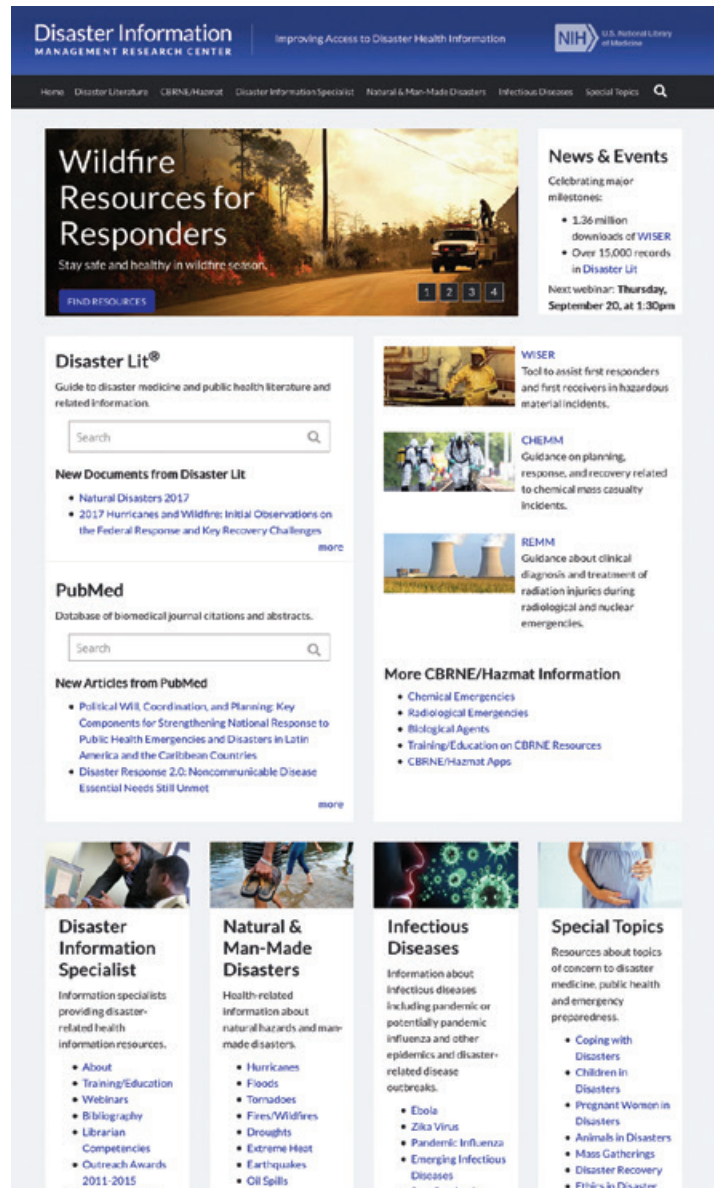 Disaster Information
MANAGEMENT RESEARCH CENTER
Improving Access to Disaster Health Information
NIH
U.S. National Library
of Medicine
Home Disaster Literature CBRNE/Hazmat Disaster Information Specialist Natural & Man-Made Disasters Infectious Diseases Special Topics
Wildfire
Resources for
Responders
Stay safe and healthy in wildfire season.
FIND RESOURCES
1 2 3 4
News & Events
Celebrating major
milestones:
• 1.36 million
downloads of WISER
• Over 15,000 records
in Disaster Lit
Next webinar: Thursday,
September 20, at 1:30pm
Disaster Lit®
Guide to disaster medicine and public health literature and
related information.
Search
New Documents from Disaster Lit
• Natural Disasters 2017
• 2017 Hurricanes and Wildfire: Initial Observations on
the Federal Response and Key Recovery Challenges
more
PubMed
Database of biomedical journal citations and abstracts.
Search
New Articles from PubMed
• Political Will, Coordination, and Planning: Key
Components for Strengthening National Response to
Public Health Emergencies and Disasters in Latin
America and the Caribbean Countries
• Disaster Response 2.0: Noncommunicable Disease
Essential Needs Still Unmet
more
WISER
Tool to assist first responders
and first receivers in hazardous
material incidents.
CHEMM
Guidance on planning,
response, and recovery related
to chemical mass casualty
incidents.
REMM
Guidance about clinical
diagnosis and treatment of
radiation injuries during
radiological and nuclear
emergencies.
More CBRNE/Hazmat Information
• Chemical Emergencies
• Radiological Emergencies
• Biological Agents
• Training/Education on CBRNE Resources
• CBRNE/Hazmat Apps
Disaster
Information
Specialist
Information specialists
providing disaster-
related health
information resources.
• About
• Training/Education
• Webinars
• Bibliography
• Librarian
Competencies
• Outreach Awards
2011-2015
Natural &
Man-Made
Disasters
Health-related
information about
natural hazards and man-
made disasters.
• Hurricanes
• Floods
• Tornadoes
• Fires/Wildfires
• Droughts
• Extreme Heat
• Earthquakes
• Oil Spills
Infectious
Diseases
Information about
infectious diseases
including pandemic or
potentially pandemic
influenza and other
epidemics and disaster-
related disease
outbreaks.
• Ebola
• Zika Virus
• Pandemic Influenza
• Emerging Infectious
Diseases
Special Topics
Resources about topics
of concern to disaster
medicine, public health
and emergency
preparedness.
• Coping with
Disasters
• Children in
Disasters
• Pregnant Women in
Disasters
• Animals in Disasters
• Mass Gatherings
• Disaster Recovery
• Ethics in Disaster